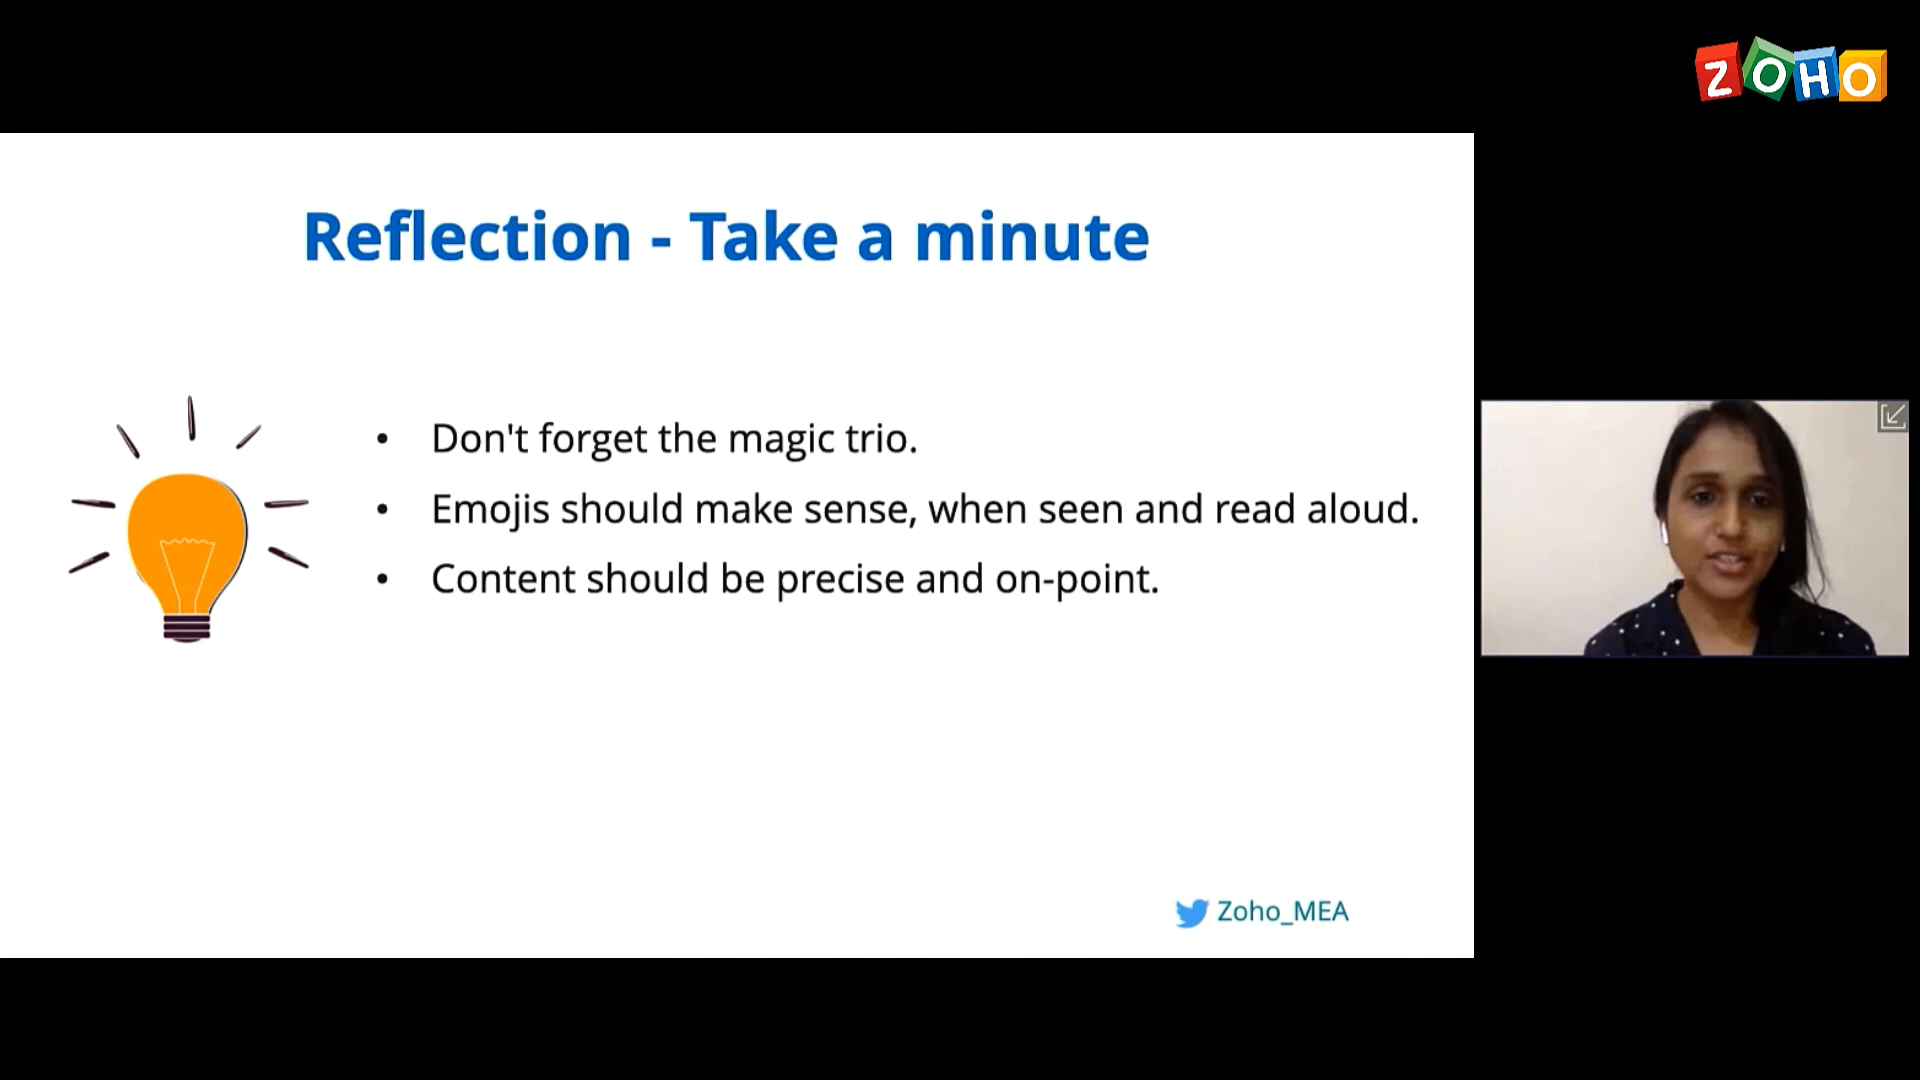 ZOHO
Reflection - Take a minute
• Don't forget the magic trio.
• Emojis should make sense, when seen and read aloud.
• Content should be precise and on-point.
Zoho_MEA